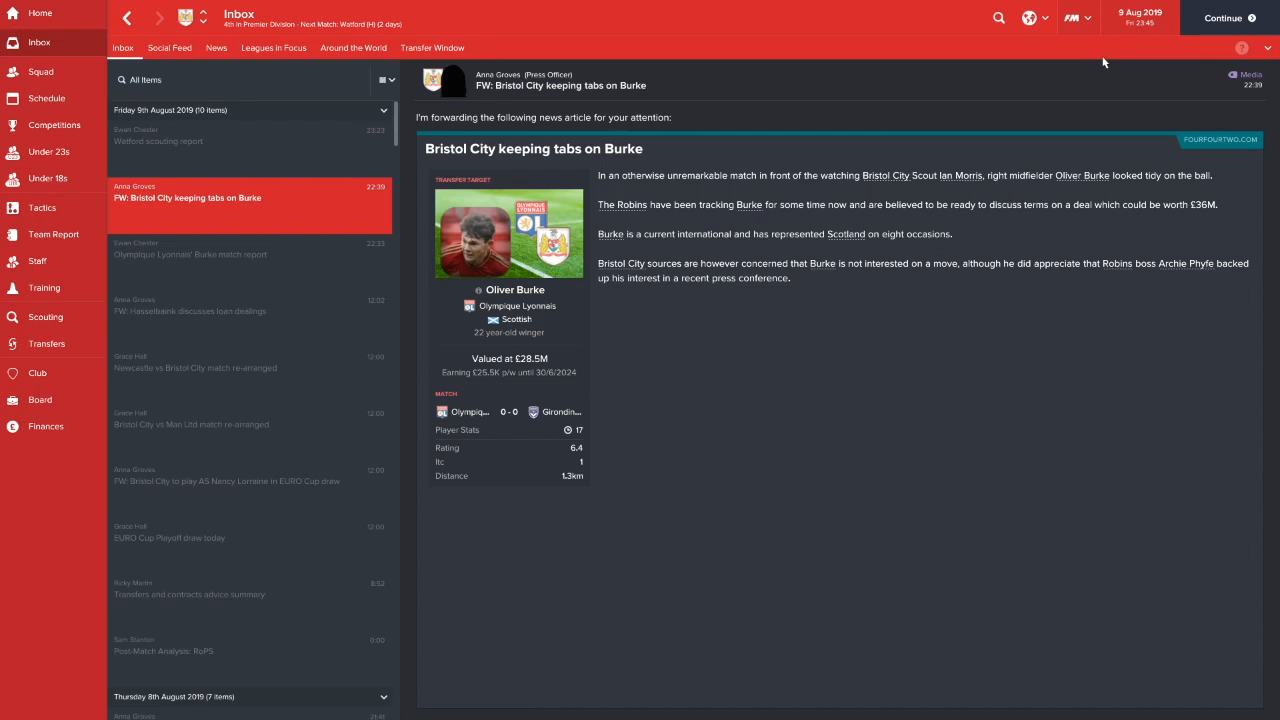 Home
Inbox
Squad
Schedule
Competitions
Under 23s
Under 18s
Tactics
Team Report
Staff
Training
Scouting
Transfers
Club
Board
Finances
Inbox
4th in Premier Division - Next Match: Watford (H) (2 days)
FM
9 Aug 2019
Fri 23:45
Continue
Inbox
Social Feed
News
Leagues in Focus
Around the World
Transfer Window
?
All Items
Friday 9th August 2019 (10 items)
Ewan Chester 23:23
Watford scouting report
Anna Groves 22:39
FW: Bristol City keeping tabs on Burke
Ewan Chester 22:33
Olympique Lyonnais' Burke match report
Anna Groves 12:02
FW: Hasselbaink discusses loan dealings
Grace Hall 12:00
Newcastle vs Bristol City match re-arranged
Grace Hall 12:00
Bristol City vs Man Utd match re-arranged
Anna Groves 12:00
FW: Bristol City to play AS Nancy Lorraine in EURO Cup draw
Grace Hall 12:00
EURO Cup Playoff draw today
Ricky Martin 8:52
Transfers and contracts advice summary
Sam Stanton 0:00
Post-Match Analysis: RoPS
Thursday 8th August 2019 (7 items)
Anna Groves 21:41
Anna Groves (Press Officer)
FW: Bristol City keeping tabs on Burke
Media
22:39
I'm forwarding the following news article for your attention:
FOURFOURTWO.COM
Bristol City keeping tabs on Burke
TRANSFER TARGET
OLYMPIQUE LYONNAIS
OL
Oliver Burke
Olympique Lyonnais
Scottish
22 year-old winger
Valued at £28.5M
Earning £25.5K p/w until 30/6/2024
MATCH
Olympiq... 0 - 0 Girondin...
Player Stats 17
Rating 6.4
Itc 1
Distance 1.3km
In an otherwise unremarkable match in front of the watching Bristol City Scout Ian Morris, right midfielder Oliver Burke looked tidy on the ball.
The Robins have been tracking Burke for some time now and are believed to be ready to discuss terms on a deal which could be worth £36M.
Burke is a current international and has represented Scotland on eight occasions.
Bristol City sources are however concerned that Burke is not interested on a move, although he did appreciate that Robins boss Archie Phyfe backed
up his interest in a recent press conference.